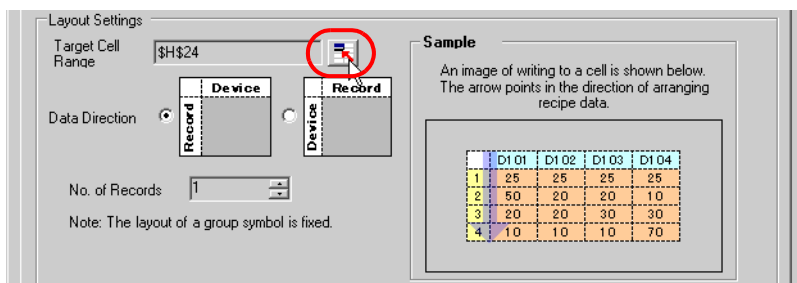 Layout Settings
Target Cell
Range
$H$24
Data Direction
Device
Record
Record
Device
No. of Records
1
Note: The layout of a group symbol is fixed.
Sample
An image of writing to a cell is shown below.
The arrow points in the direction of arranging
recipe data.
D101 D102 D103 D104
1 25 25 25 25
2 50 20 20 10
3 20 20 30 30
4 10 10 10 70